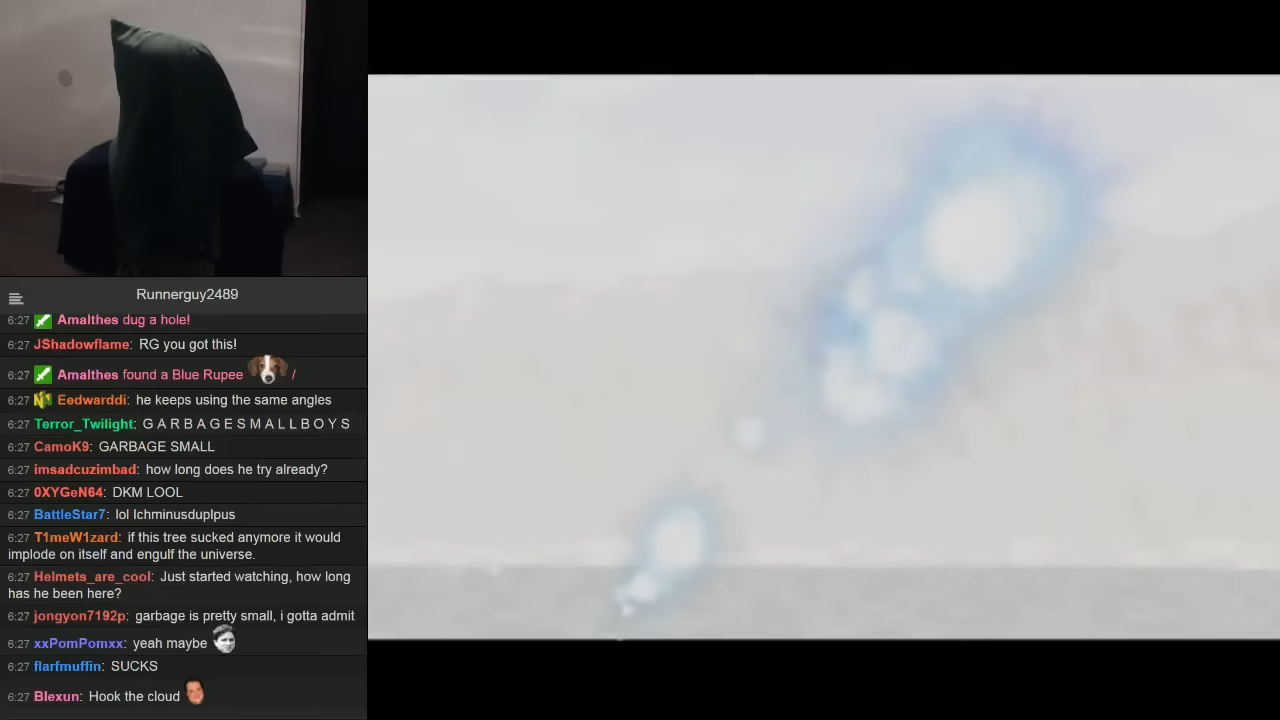 Runnerguy2489
6:27 Amalthes dug a hole!
6:27 JShadowflame: RG you got this!
6:27 Amalthes found a Blue Rupee /
6:27 Eedwarddi: he keeps using the same angles
6:27 Terror_Twilight: G A R B A G E S M A L L B O Y S
6:27 CamoK9: GARBAGE SMALL
6:27 imsadcuzimbad: how long does he try already?
6:27 0XYGeN64: DKM LOOL
6:27 BattleStar7: lol Ichminusduplpus
6:27 T1meW1zard: if this tree sucked anymore it would
implode on itself and engulf the universe.
6:27 Helmets_are_cool: Just started watching, how long
has he been here?
6:27 jongyon7192p: garbage is pretty small, i gotta admit
6:27 xxPomPomxx: yeah maybe
6:27 flarfmuffin: SUCKS
6:27 Blexun: Hook the cloud